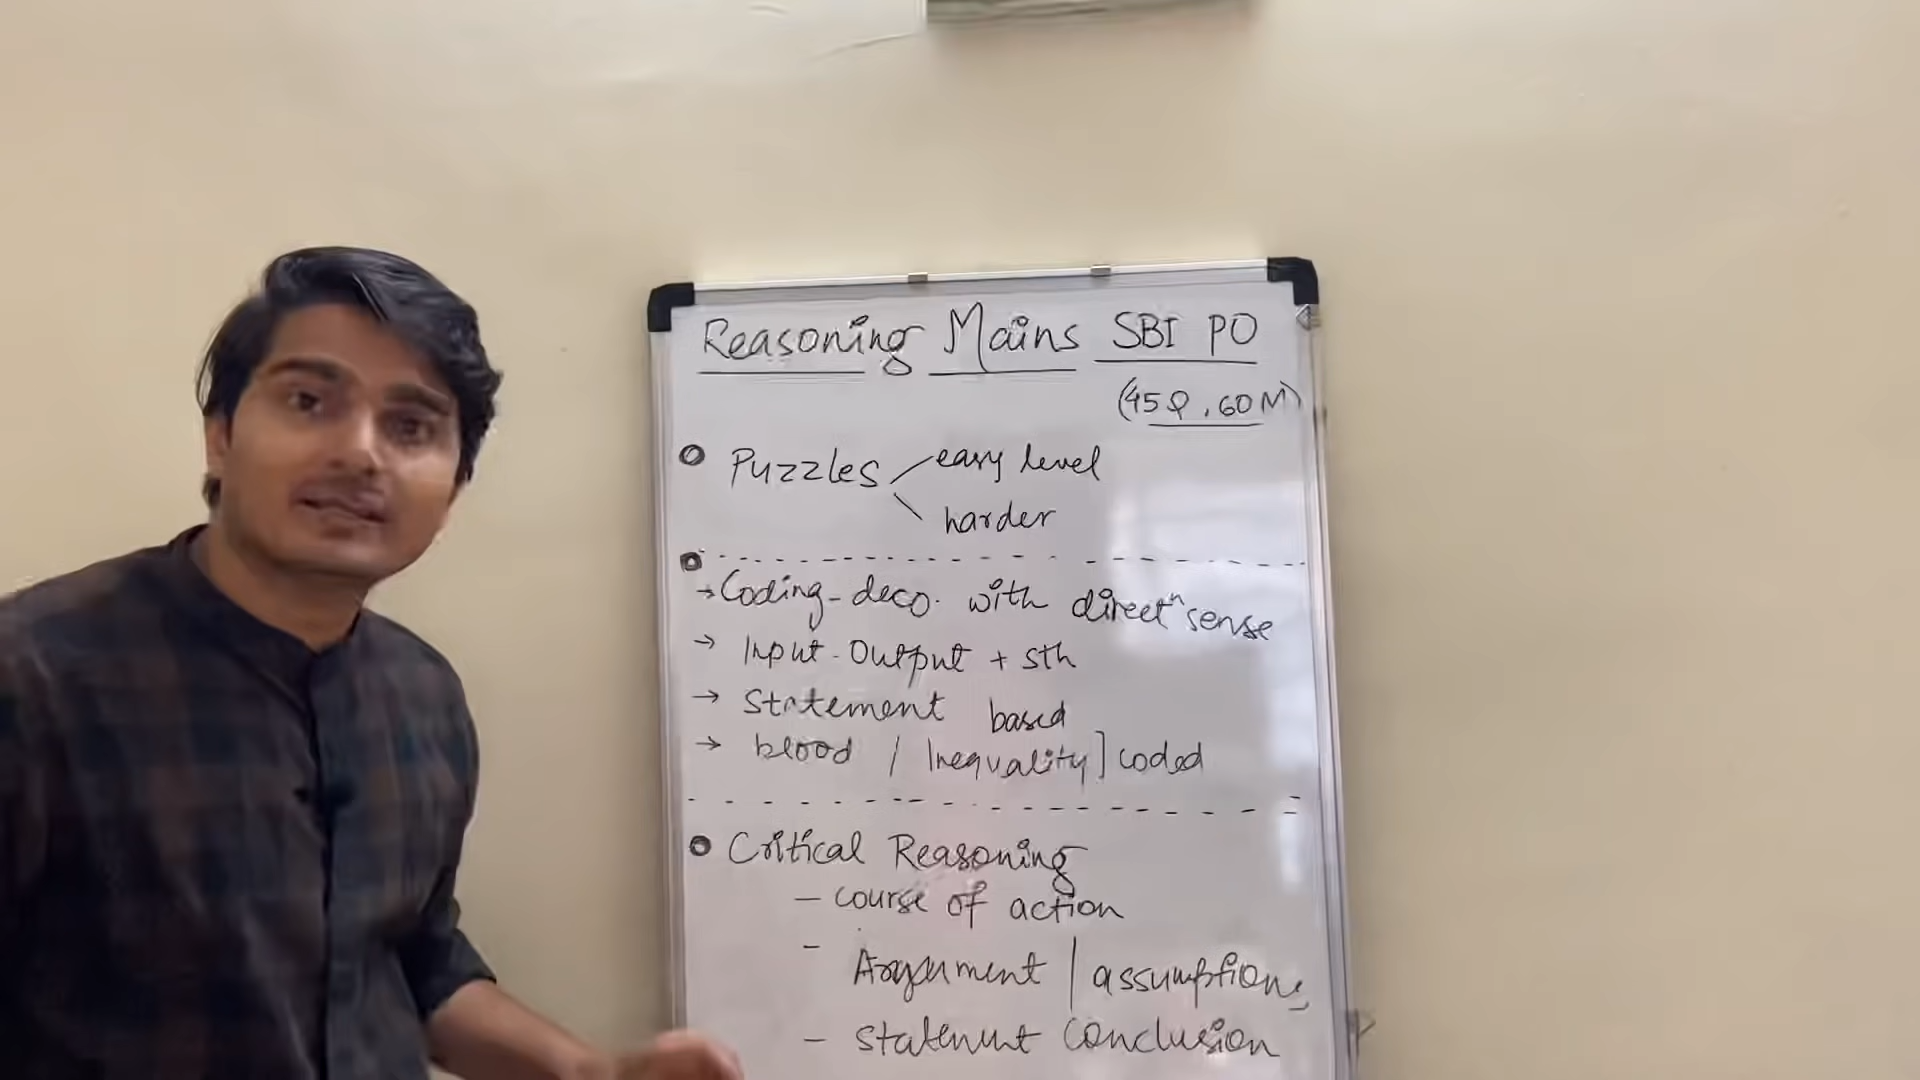 Reasoning Mains SBI PO
(45Q, 60M)
Puzzles easy level
harder
→ Coding-deco. with directⁿ sense
→ Input-Output + sth
→ Statement based
→ blood / Inequality] coded
Critical Reasoning
- course of action
- Argument | assumptions
- Statement Conclusion